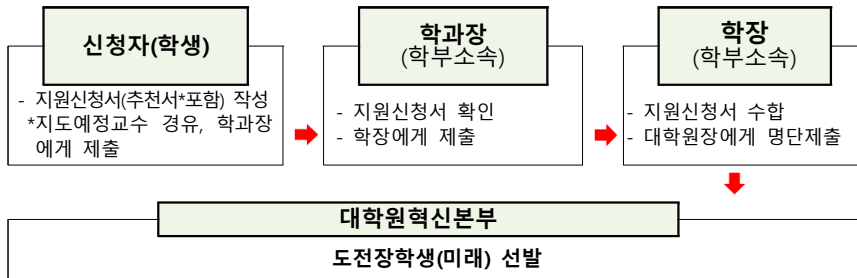 신청자(학생)
- 지원신청서(추천서*포함) 작성
*지도예정교수 경유, 학과장
에게 제출
학과장
(학부소속)
- 지원신청서 확인
- 학장에게 제출
학장
(학부소속)
- 지원신청서 수합
- 대학원장에게 명단제출
대학원혁신본부
도전장학생(미래) 선발